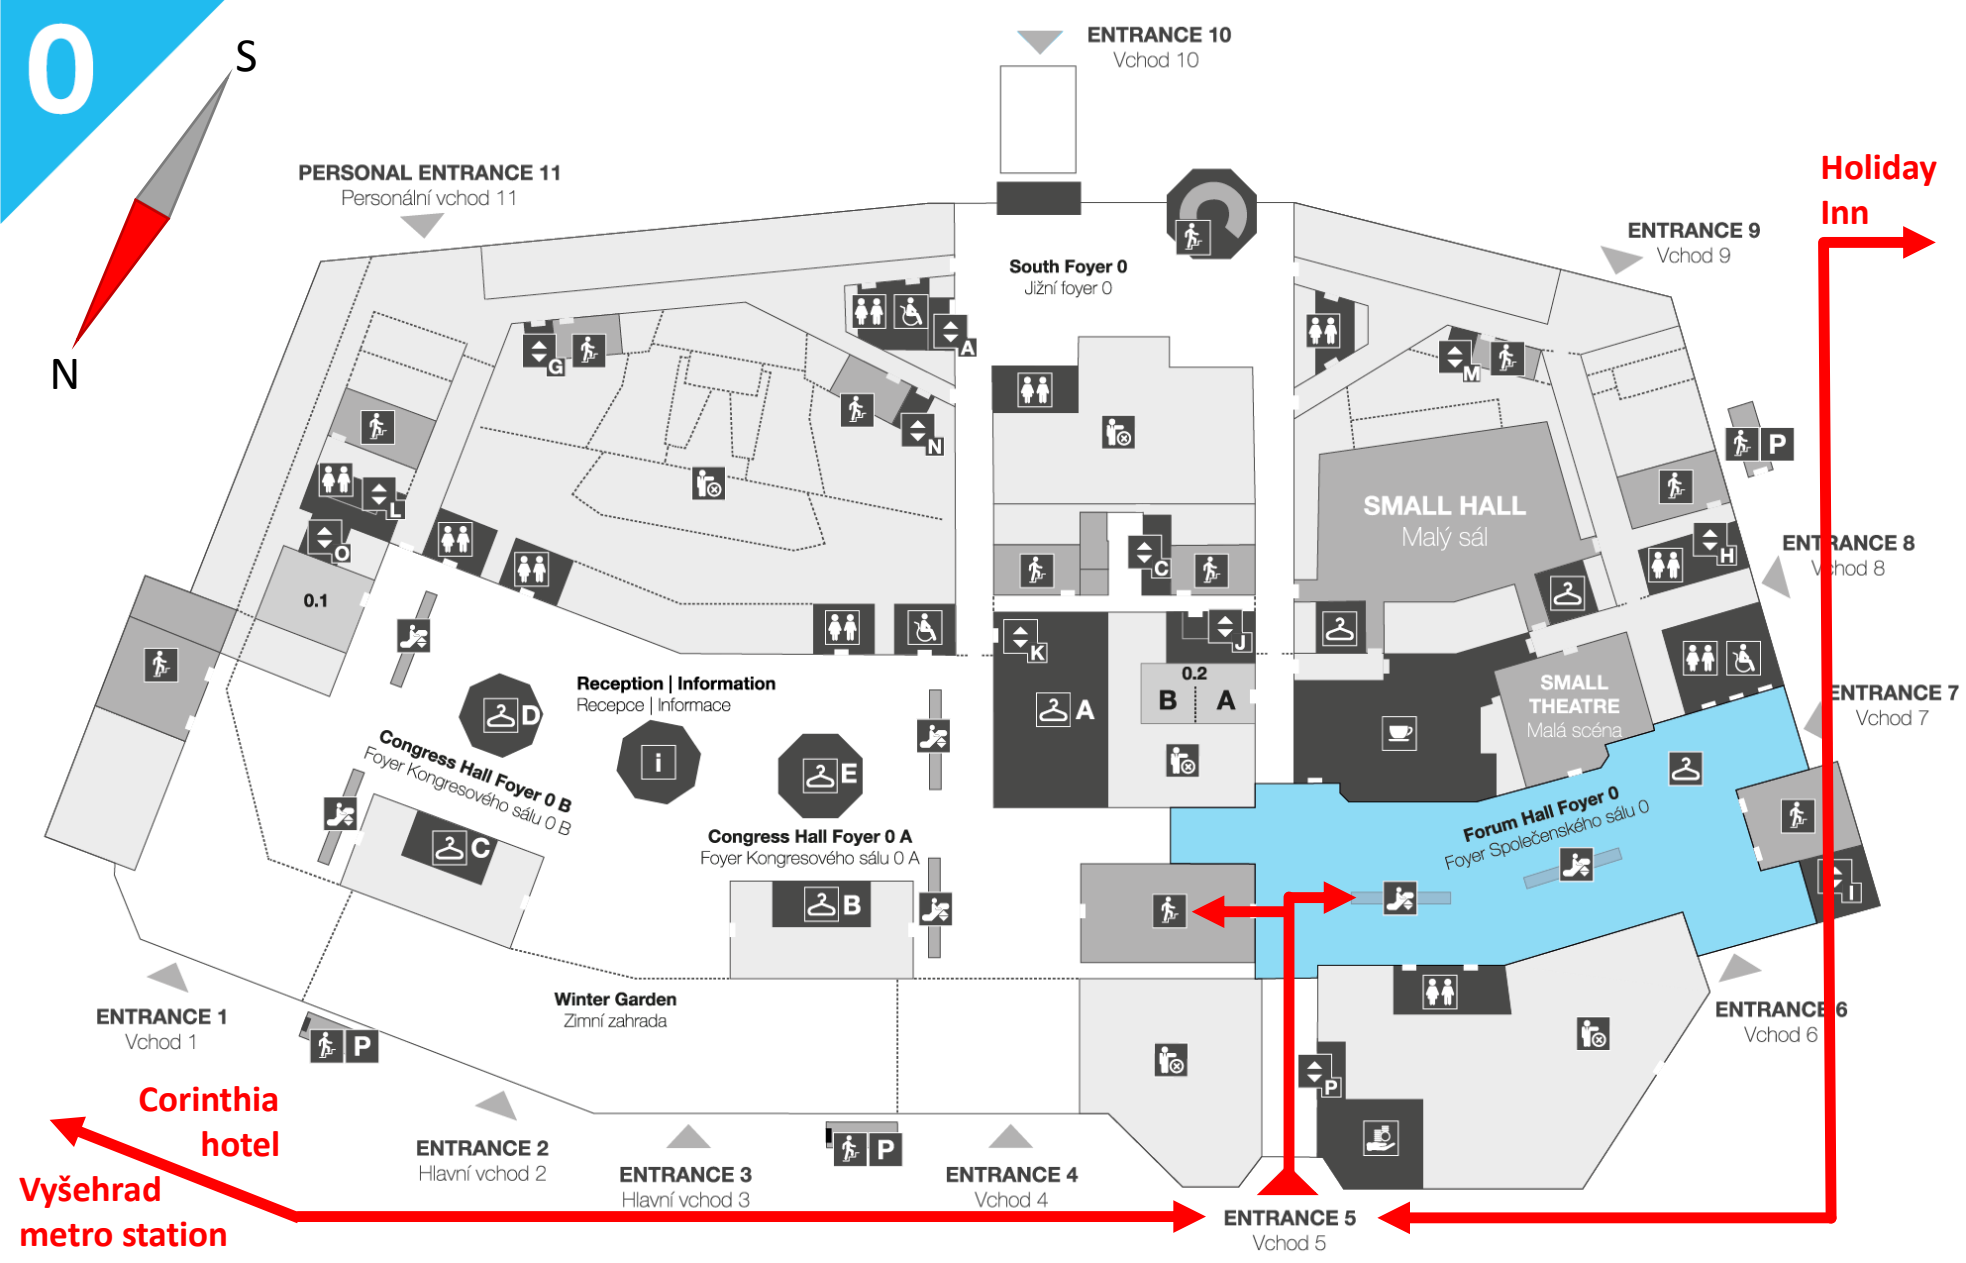 0
S
N
ENTRANCE 10
Vchod 10
PERSONAL ENTRANCE 11
Personální vchod 11
Holiday
Inn
ENTRANCE 9
Vchod 9
South Foyer 0
Jižní foyer 0
A
G
M
N
P
L
O
C
H
SMALL HALL
Malý sál
ENTRANCE 8
Vchod 8
0.1
K
J
Reception | Information
Recepce | Informace
D
i
E
A
0.2
B
A
SMALL
THEATRE
Malá scéna
ENTRANCE 7
Vchod 7
Congress Hall Foyer 0 B
Foyer Kongresového sálu 0 B
C
Congress Hall Foyer 0 A
Foyer Kongresového sálu 0 A
B
Forum Hall Foyer 0
Foyer Společenského sálu 0
I
ENTRANCE 6
Vchod 6
Winter Garden
Zimní zahrada
ENTRANCE 1
Vchod 1
P
P
Corinthia
hotel
Vyšehrad
metro station
ENTRANCE 2
Hlavní vchod 2
ENTRANCE 3
Hlavní vchod 3
P
ENTRANCE 4
Vchod 4
ENTRANCE 5
Vchod 5